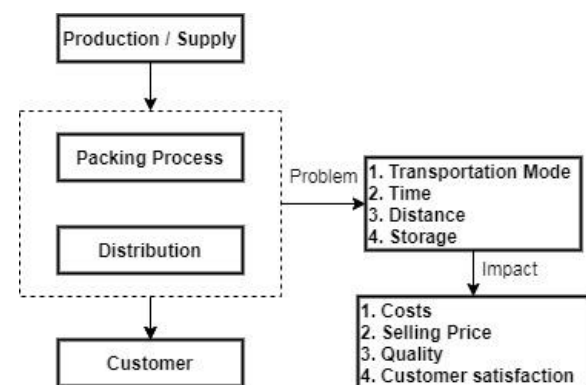 Production / Supply
Packing Process
Problem
1. Transportation Mode
2. Time
3. Distance
4. Storage
Distribution
Impact
1. Costs
2. Selling Price
3. Quality
4. Customer satisfaction
Customer